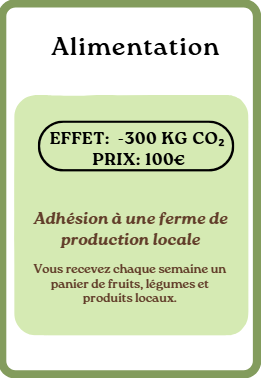 Alimentation
EFFET: -300 KG CO₂
PRIX: 100€
Adhésion à une ferme de
production locale
Vous recevez chaque semaine un
panier de fruits, légumes et
produits locaux.